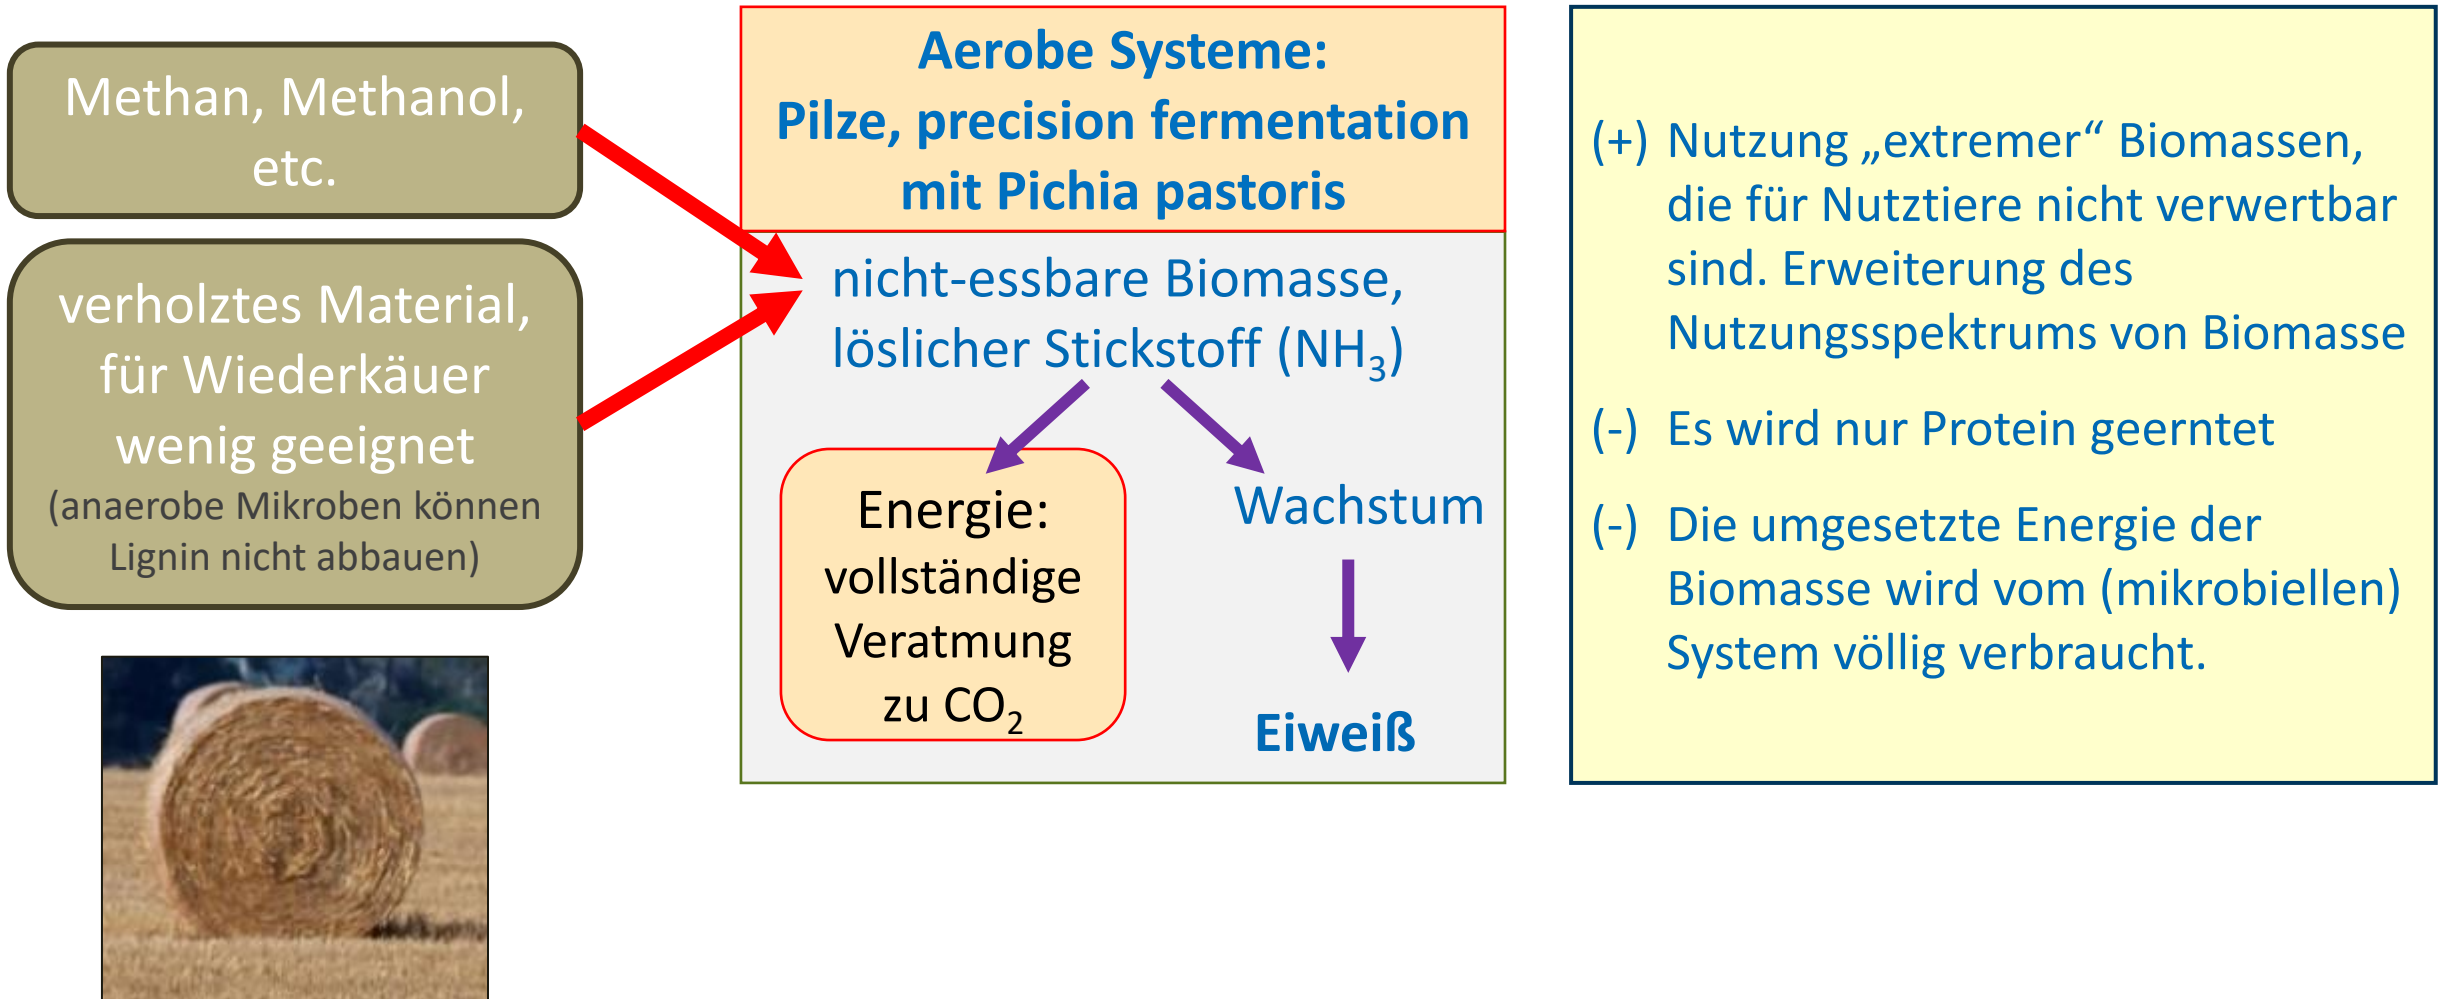 Methan, Methanol,
etc.
verholztes Material,
für Wiederkäuer
wenig geeignet
(anaerobe Mikroben können
Lignin nicht abbauen)
Aerobe Systeme:
Pilze, precision fermentation
mit Pichia pastoris
nicht-essbare Biomasse,
löslicher Stickstoff (NH₃)
Energie:
vollständige
Veratmung
zu CO₂
Wachstum
Eiweiß
(+) Nutzung „extremer“ Biomassen,
die für Nutztiere nicht verwertbar
sind. Erweiterung des
Nutzungsspektrums von Biomasse
(-) Es wird nur Protein geerntet
(-) Die umgesetzte Energie der
Biomasse wird vom (mikrobiellen)
System völlig verbraucht.